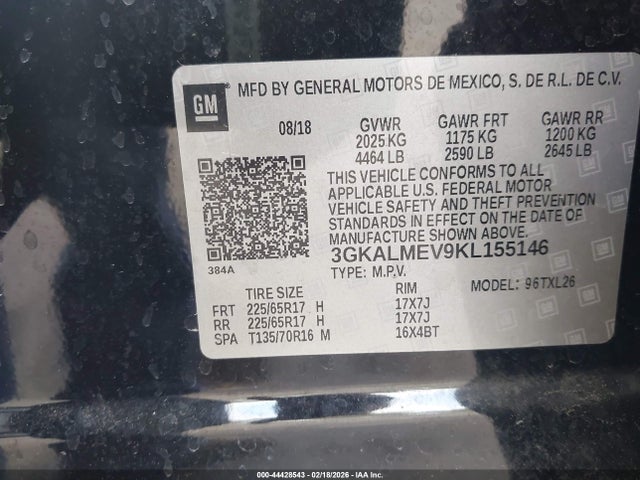 GM
MFD BY GENERAL MOTORS DE MEXICO, S. DE R.L. DE C.V.
08/18 GVWR GAWR FRT GAWR RR
2025 KG 1175 KG 1200 KG
4464 LB 2590 LB 2645 LB
THIS VEHICLE CONFORMS TO ALL
APPLICABLE U.S. FEDERAL MOTOR
VEHICLE SAFETY AND THEFT PREVENTION
STANDARDS IN EFFECT ON THE DATE OF
MANUFACTURE SHOWN ABOVE.
384A
3GKALMEV9KL155146
TYPE: M.P.V. MODEL: 96TXL26
TIRE SIZE RIM
FRT 225/65R17 H 17X7J
RR 225/65R17 H 17X7J
SPA T135/70R16 M 16X4BT
000-44428543 - 02/18/2026 - IAA Inc.